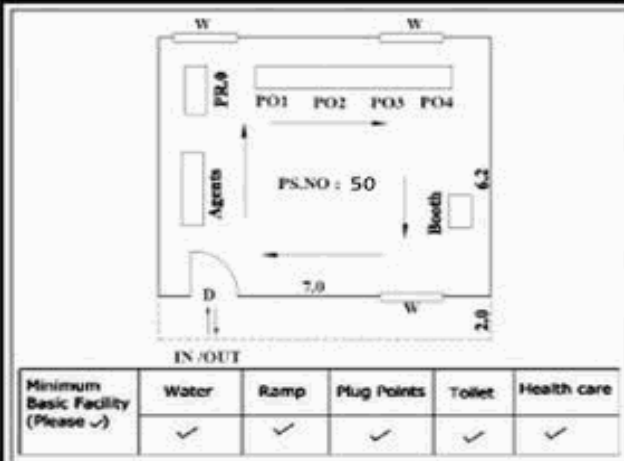 W W
PR.0
PO1 PO2 PO3 PO4
Agents
PS.NO : 50
Booth
6.2
7.0
D
W
2.0
IN /OUT
Minimum Basic Facility (Please ✓) Water Ramp Plug Points Toilet Health care
✓ ✓ ✓ ✓ ✓